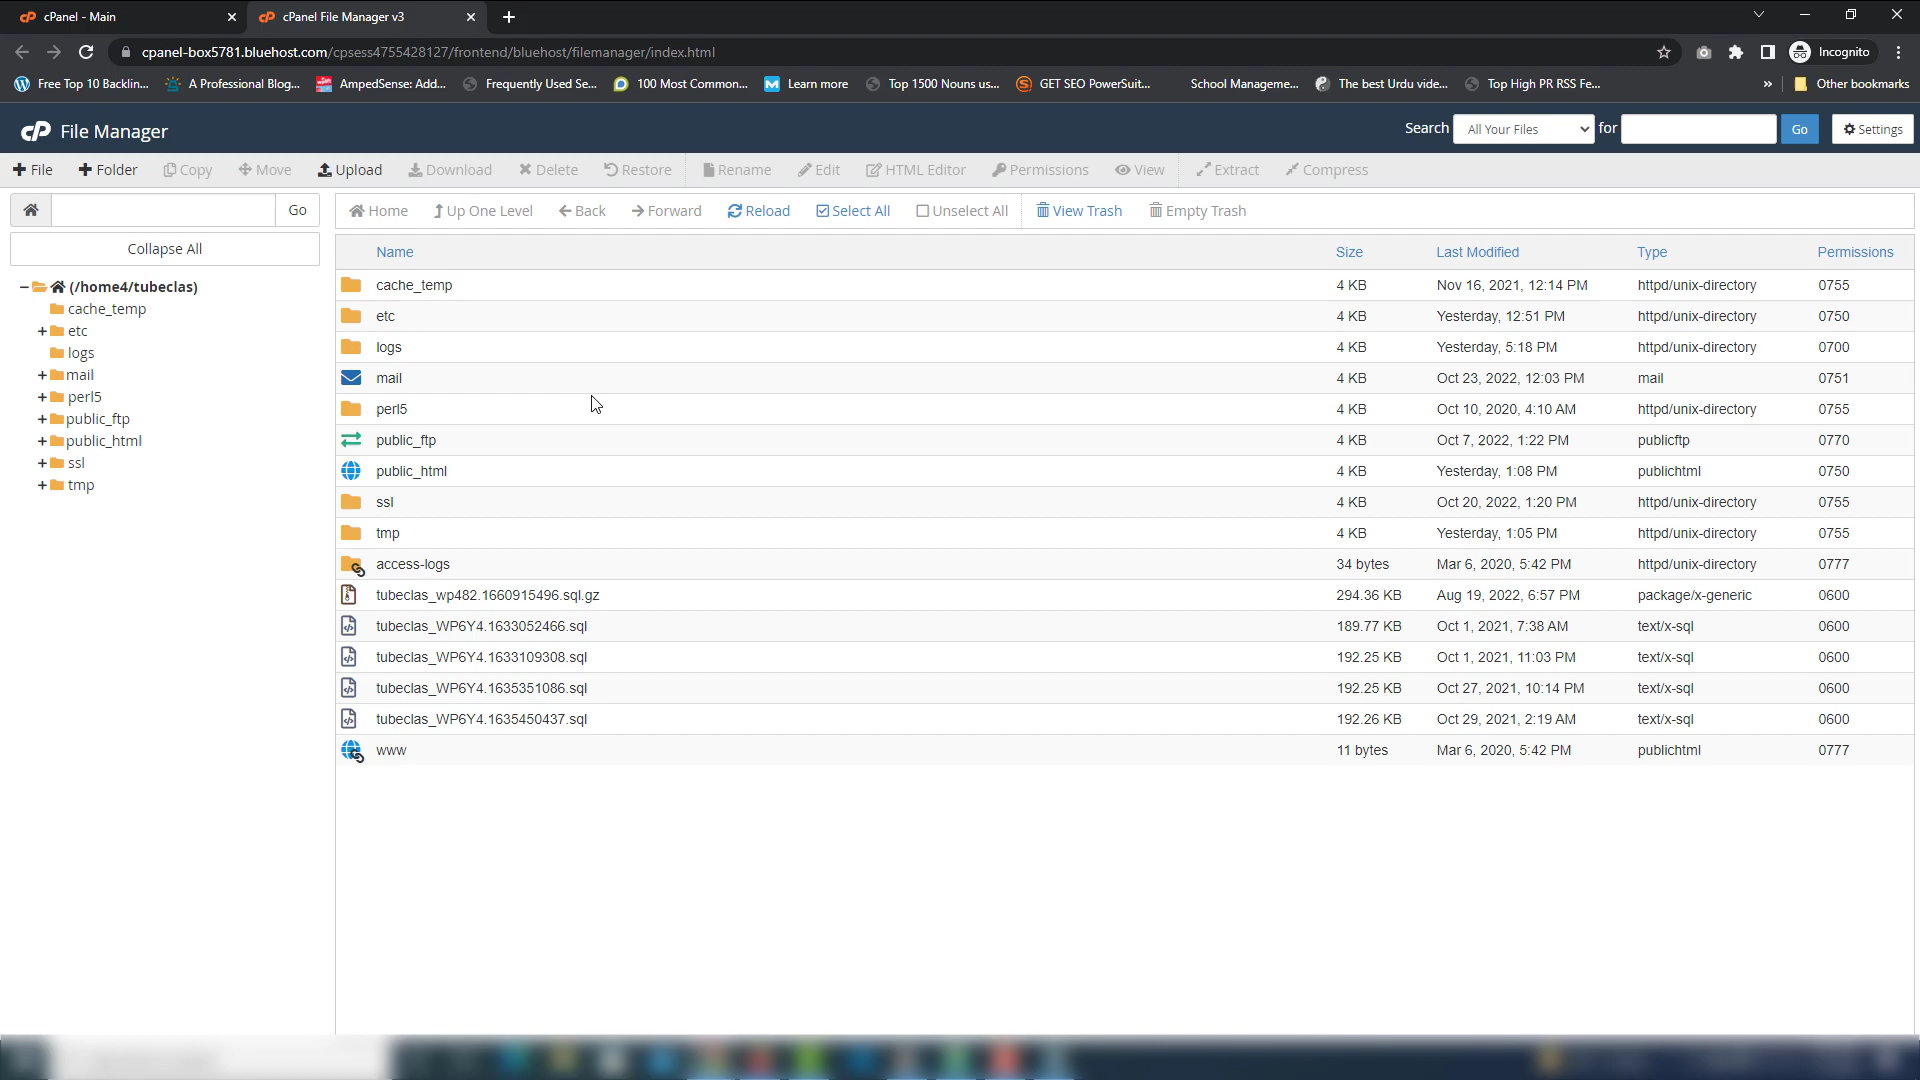 cPanel - Main
cPanel File Manager v3
cpanel-box5781.bluehost.com/cpsess4755428127/frontend/bluehost/filemanager/index.html
Incognito
Free Top 10 Backlin...
A Professional Blog...
AmpedSense: Add...
Frequently Used Se...
100 Most Common...
Learn more
Top 1500 Nouns us...
GET SEO PowerSuit...
School Manageme...
The best Urdu vide...
Top High PR RSS Fe...
»
Other bookmarks
cP File Manager
Search All Your Files for Go Settings
File Folder Copy Move Upload Download Delete Restore Rename Edit HTML Editor Permissions View Extract Compress
Go
Home Up One Level Back Forward Reload Select All Unselect All View Trash Empty Trash
Collapse All
(/home4/tubeclas)
cache_temp
etc
logs
mail
perl5
public_ftp
public_html
ssl
tmp
Name Size Last Modified Type Permissions
cache_temp 4 KB Nov 16, 2021, 12:14 PM httpd/unix-directory 0755
etc 4 KB Yesterday, 12:51 PM httpd/unix-directory 0750
logs 4 KB Yesterday, 5:18 PM httpd/unix-directory 0700
mail 4 KB Oct 23, 2022, 12:03 PM mail 0751
perl5 4 KB Oct 10, 2020, 4:10 AM httpd/unix-directory 0755
public_ftp 4 KB Oct 7, 2022, 1:22 PM publicftp 0770
public_html 4 KB Yesterday, 1:08 PM publichtml 0750
ssl 4 KB Oct 20, 2022, 1:20 PM httpd/unix-directory 0755
tmp 4 KB Yesterday, 1:05 PM httpd/unix-directory 0755
access-logs 34 bytes Mar 6, 2020, 5:42 PM httpd/unix-directory 0777
tubeclas_wp482.1660915496.sql.gz 294.36 KB Aug 19, 2022, 6:57 PM package/x-generic 0600
tubeclas_WP6Y4.1633052466.sql 189.77 KB Oct 1, 2021, 7:38 AM text/x-sql 0600
tubeclas_WP6Y4.1633109308.sql 192.25 KB Oct 1, 2021, 11:03 PM text/x-sql 0600
tubeclas_WP6Y4.1635351086.sql 192.25 KB Oct 27, 2021, 10:14 PM text/x-sql 0600
tubeclas_WP6Y4.1635450437.sql 192.26 KB Oct 29, 2021, 2:19 AM text/x-sql 0600
www 11 bytes Mar 6, 2020, 5:42 PM publichtml 0777